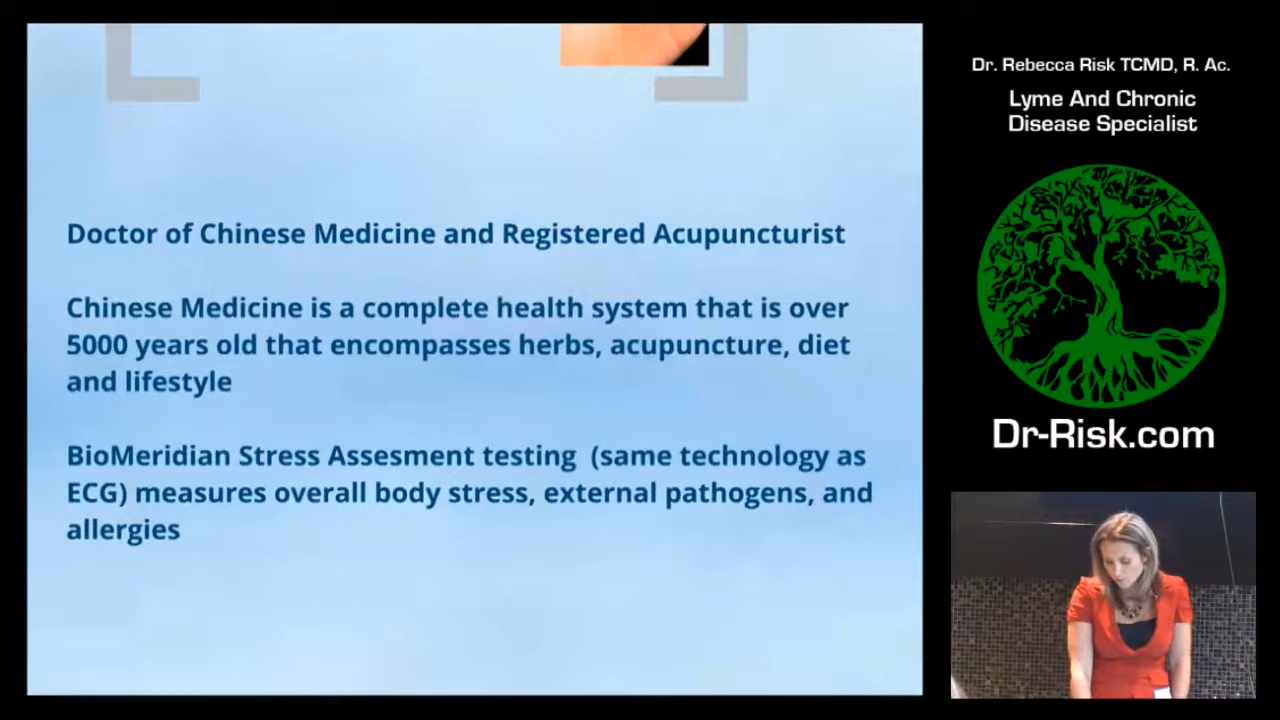 Doctor of Chinese Medicine and Registered Acupuncturist
Chinese Medicine is a complete health system that is over
5000 years old that encompasses herbs, acupuncture, diet
and lifestyle
BioMeridian Stress Assesment testing (same technology as
ECG) measures overall body stress, external pathogens, and
allergies
Dr. Rebecca Risk TCMD, R. Ac.
Lyme And Chronic
Disease Specialist
Dr-Risk.com